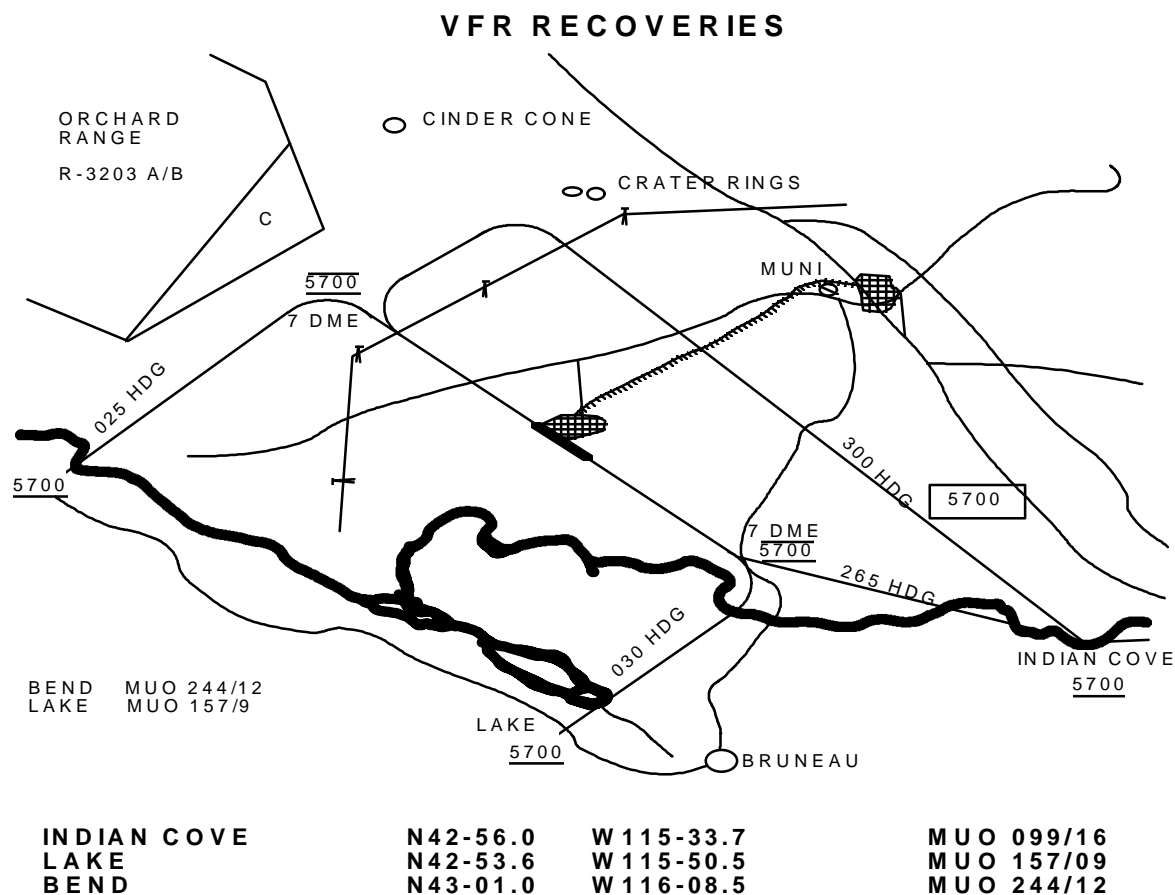 VFR RECOVERIES
ORCHARD
RANGE
R-3203 A/B
C
CINDER CONE
CRATER RINGS
MUNI
5700
7 DME
025 HDG
5700
300 HDG
5700
7 DME
5700
265 HDG
030 HDG
INDIAN COVE
5700
BEND MUO 244/12
LAKE MUO 157/9
LAKE
5700
BRUNEAU
INDIAN COVE N42-56.0 W115-33.7 MUO 099/16
LAKE N42-53.6 W115-50.5 MUO 157/09
BEND N43-01.0 W116-08.5 MUO 244/12